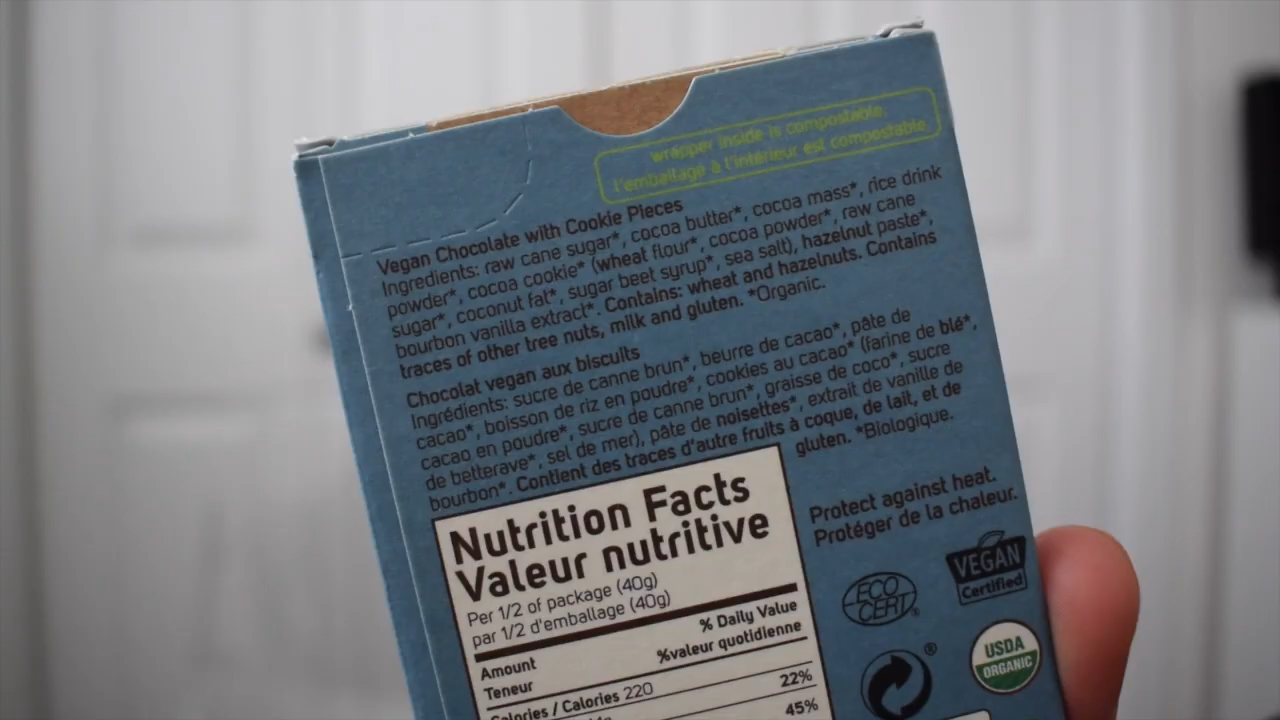 wrapper inside is compostable.
l'emballage à l'intérieur est compostable.
Vegan Chocolate with Cookie Pieces
Ingredients: raw cane sugar*, cocoa butter*, cocoa mass*, rice drink
powder*, cocoa cookie* (wheat flour*, cocoa powder*, raw cane
sugar*, coconut fat*, sugar beet syrup*, sea salt), hazelnut paste*,
bourbon vanilla extract*. Contains: wheat and hazelnuts. Contains
traces of other tree nuts, milk and gluten. *Organic.
Chocolat vegan aux biscuits
Ingrédients: sucre de canne brun*, beurre de cacao*, pâte de
cacao*, boisson de riz en poudre*, cookies au cacao* (farine de blé*,
cacao en poudre*, sucre de canne brun*, graisse de coco*, sucre
de betterave*, sel de mer), pâte de noisettes*, extrait de vanille de
bourbon*. Contient des traces d'autre fruits à coque, de lait, et de
gluten. *Biologique.
Nutrition Facts
Valeur nutritive
Per 1/2 of package (40g)
par 1/2 d'emballage (40g)
% Daily Value
%valeur quotidienne
Amount
Teneur
Calories / Calories 220
22%
45%
Protect against heat.
Protéger de la chaleur.
ECO
CERT®
VEGAN
Certified
®
USDA
ORGANIC